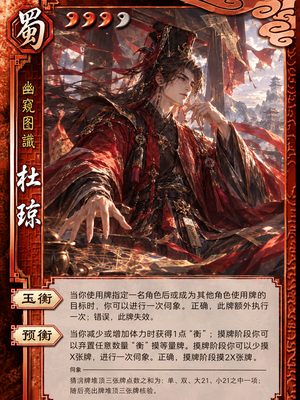 蜀
幽窥图谶
杜琼
玉衡
当你使用牌指定一名角色后或成为其他角色使用牌的
目标时，你可以进行一次伺象。正确，此牌额外执行
一次；错误，此牌失效。
预衡
当你减少或增加体力时获得1点“衡”；摸牌阶段你可
以弃置任意数量“衡”摸等量牌。摸牌阶段你可以少摸
X张牌，进行一次伺象。正确，摸牌阶段摸2X张牌。
伺象
猜测牌堆顶三张牌点数之和为：单、双、大21，小21之中一项；
随后亮出牌堆顶三张牌核验。